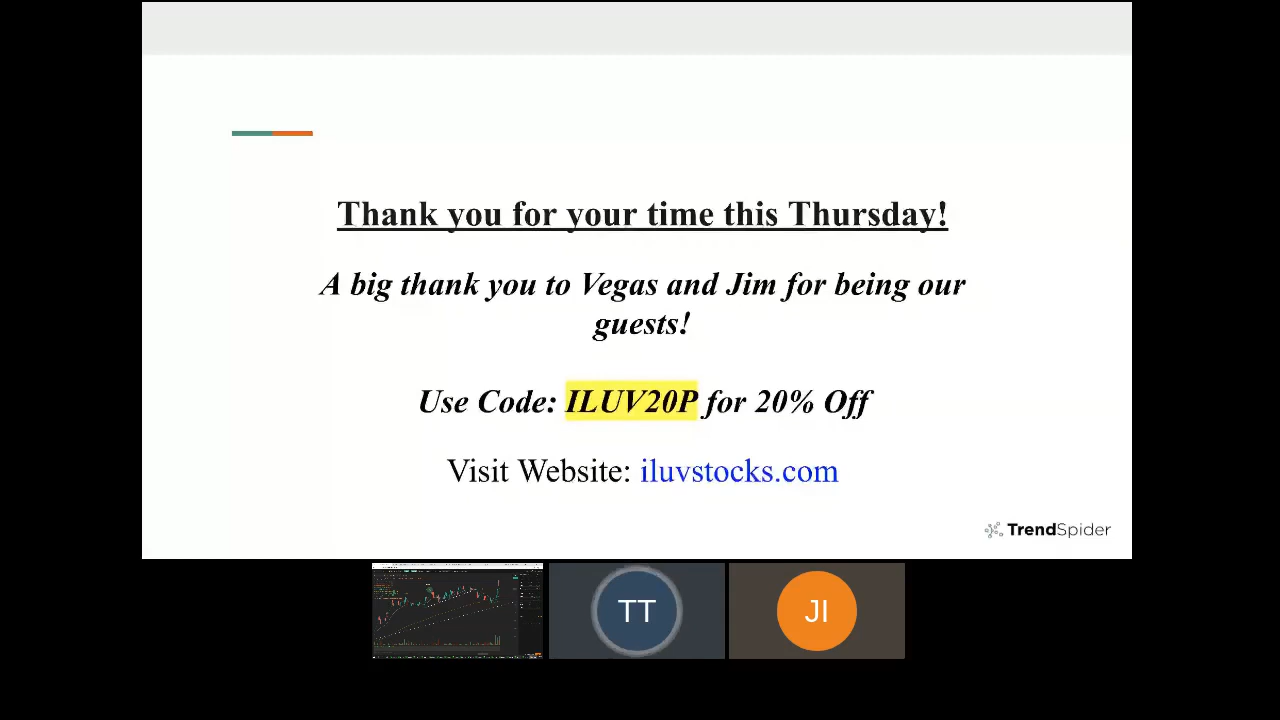 Thank you for your time this Thursday!
A big thank you to Vegas and Jim for being our
guests!
Use Code: ILUV20P for 20% Off
Visit Website: iluvstocks.com
TrendSpider
TT
JI